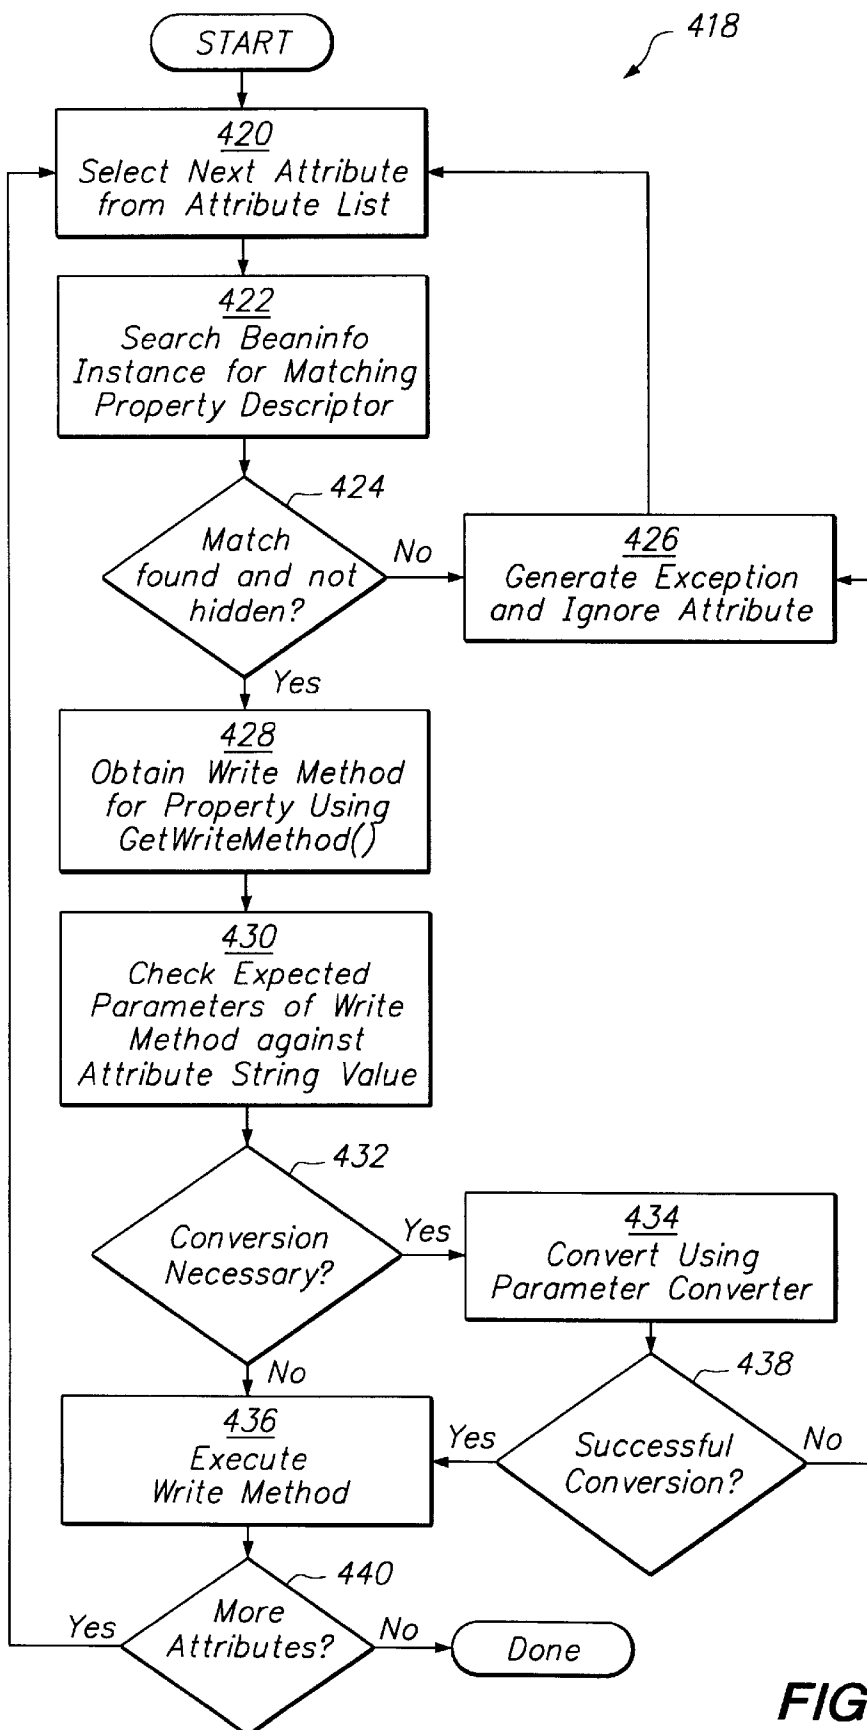 START
418
420
Select Next Attribute
from Attribute List
422
Search Beaninfo
Instance for Matching
Property Descriptor
424
Match
found and not
hidden?
No
426
Generate Exception
and Ignore Attribute
Yes
428
Obtain Write Method
for Property Using
GetWriteMethod()
430
Check Expected
Parameters of Write
Method against
Attribute String Value
432
Conversion
Necessary?
Yes
434
Convert Using
Parameter Converter
No
438
436
Execute
Write Method
Yes
Successful
Conversion?
No
440
More
Attributes?
Yes
No
Done
FIG